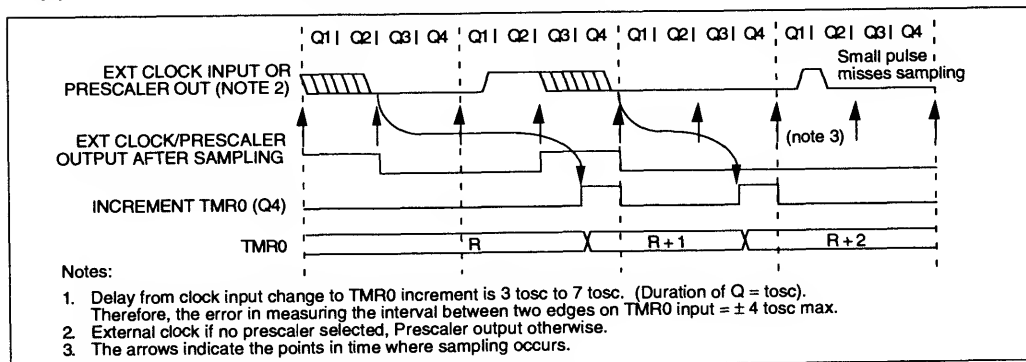 Q1 | Q2 | Q3 | Q4 Q1 | Q2 | Q3 | Q4 Q1 | Q2 | Q3 | Q4 Q1 | Q2 | Q3 | Q4
Small pulse
misses sampling
EXT CLOCK INPUT OR
PRESCALER OUT (NOTE 2)
(note 3)
EXT CLOCK/PRESCALER
OUTPUT AFTER SAMPLING
INCREMENT TMR0 (Q4)
TMR0 R R + 1 R + 2
Notes:
1. Delay from clock input change to TMR0 increment is 3 tosc to 7 tosc. (Duration of Q = tosc).
Therefore, the error in measuring the interval between two edges on TMR0 input = ± 4 tosc max.
2. External clock if no prescaler selected, Prescaler output otherwise.
3. The arrows indicate the points in time where sampling occurs.